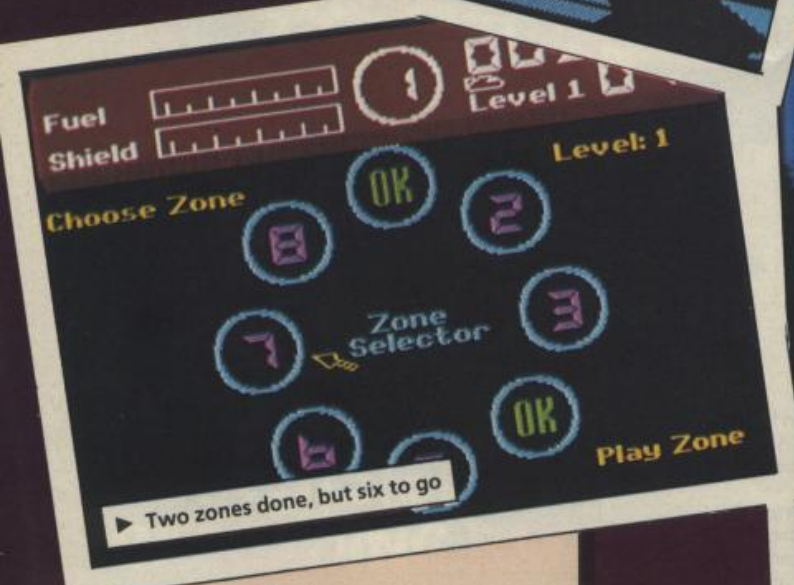 Fuel
Shield
1
Level 1
Choose Zone
Level: 1
OK
8
2
7
Zone
Selector
3
6
OK
Play Zone
► Two zones done, but six to go